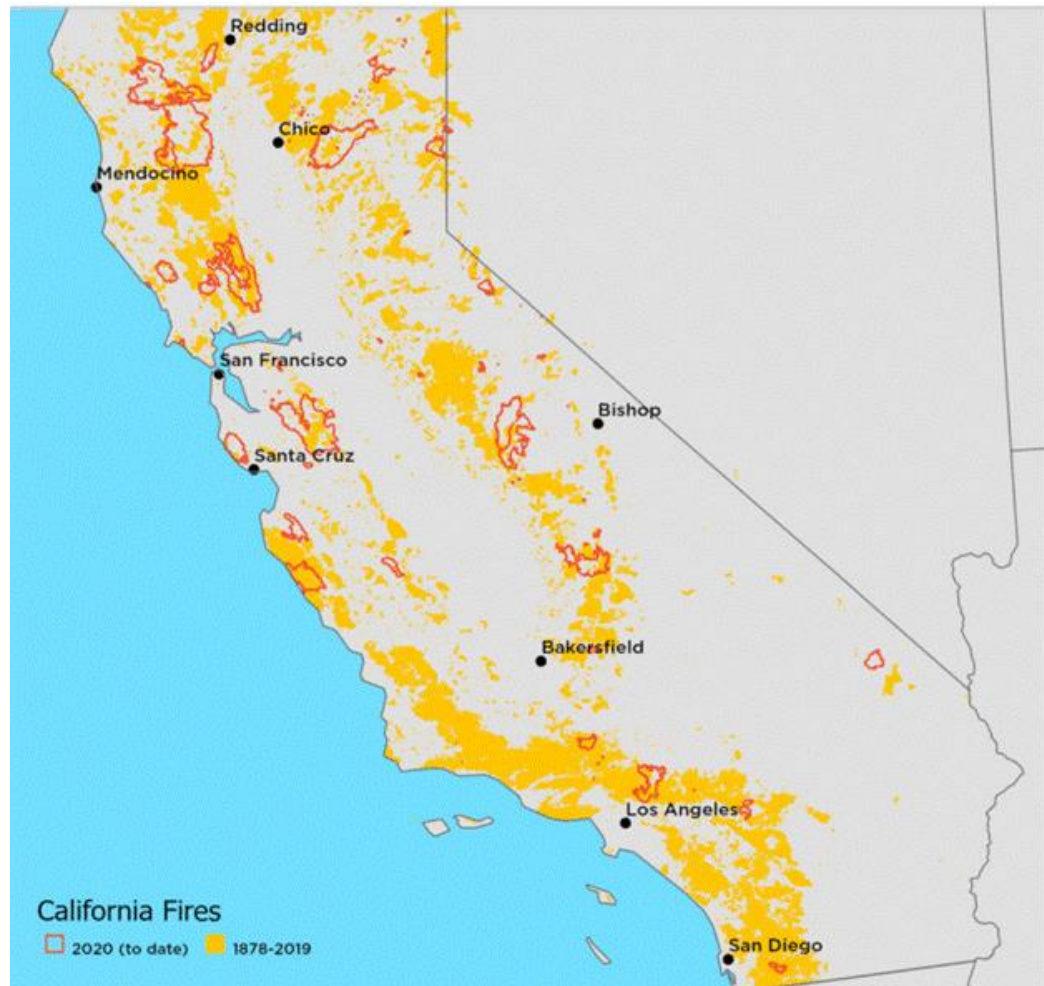 Redding
Chico
Mendocino
San Francisco
Bishop
Santa Cruz
Bakersfield
Los Angeles
San Diego
California Fires
2020 (to date) 1878-2019